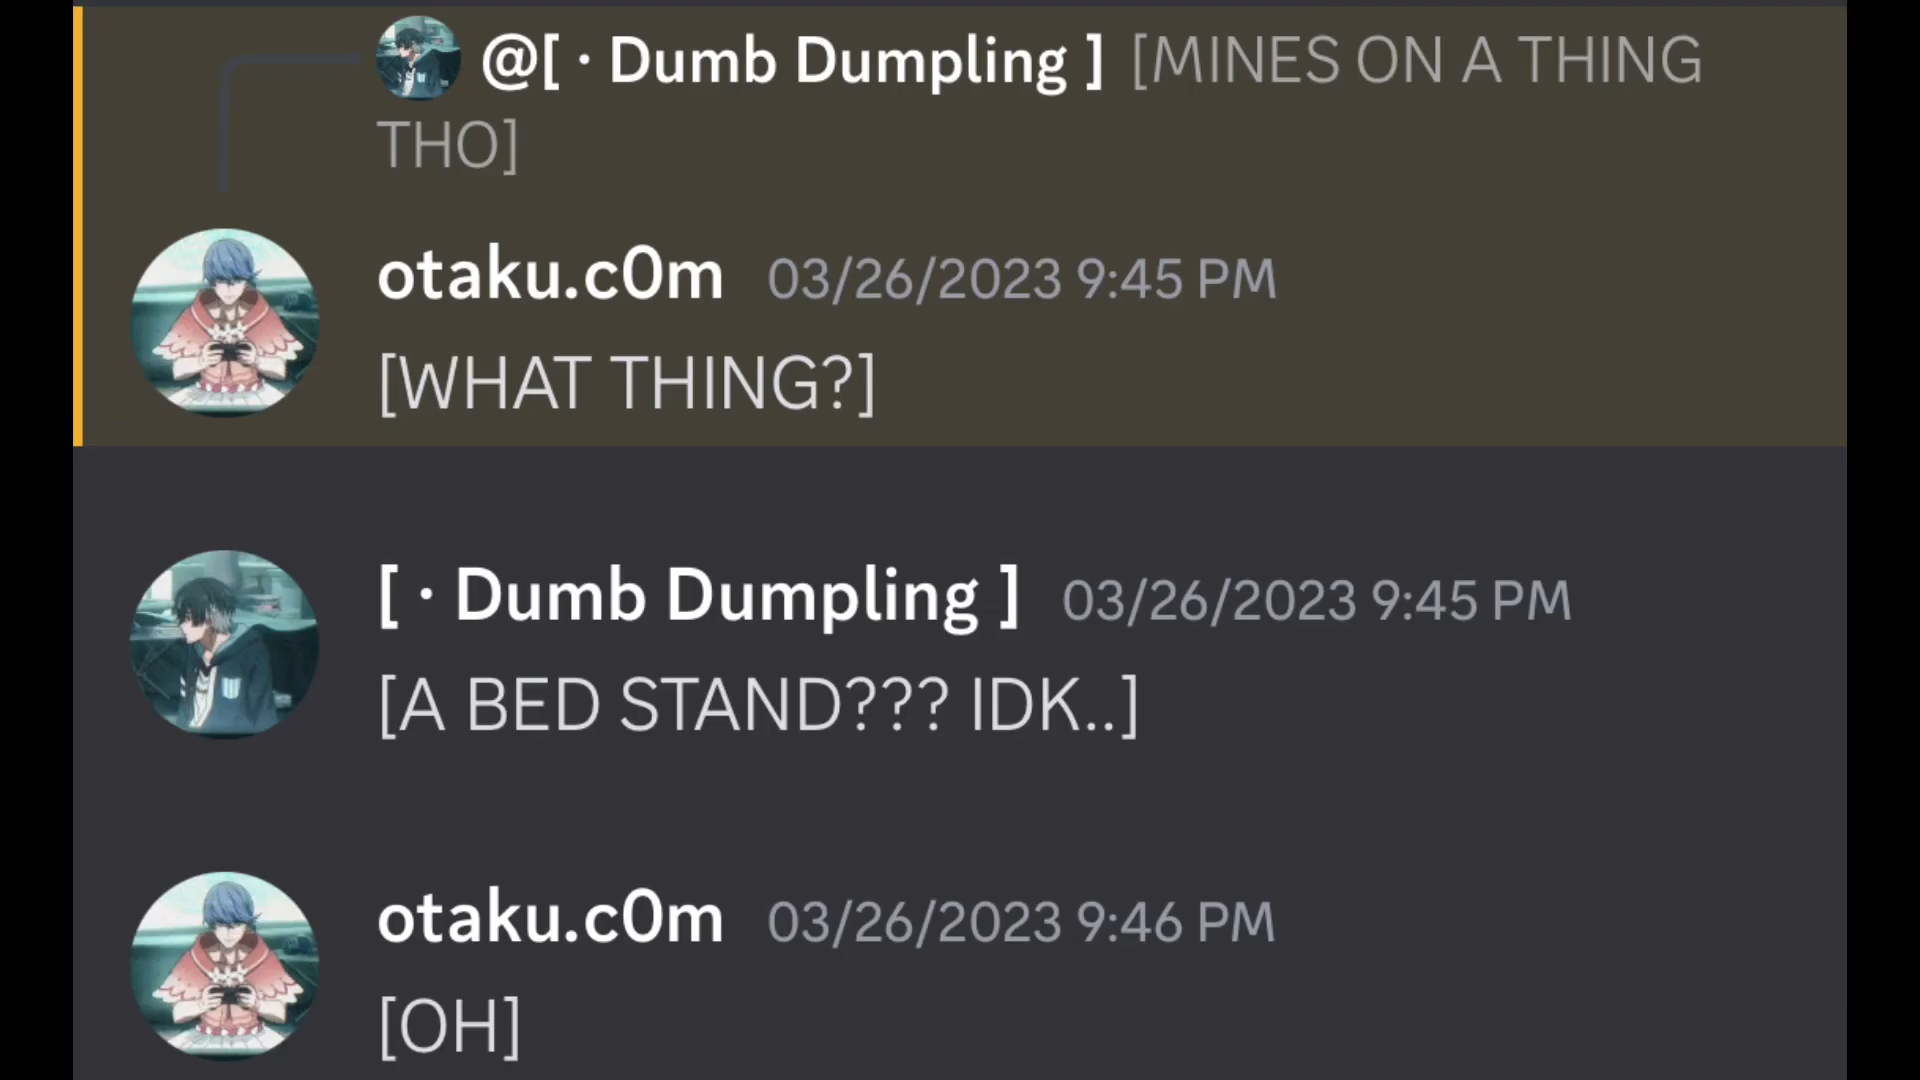 @[ · Dumb Dumpling ] [MINES ON A THING
THO]
otaku.c0m 03/26/2023 9:45 PM
[WHAT THING?]
[ · Dumb Dumpling ] 03/26/2023 9:45 PM
[A BED STAND??? IDK..]
otaku.c0m 03/26/2023 9:46 PM
[OH]